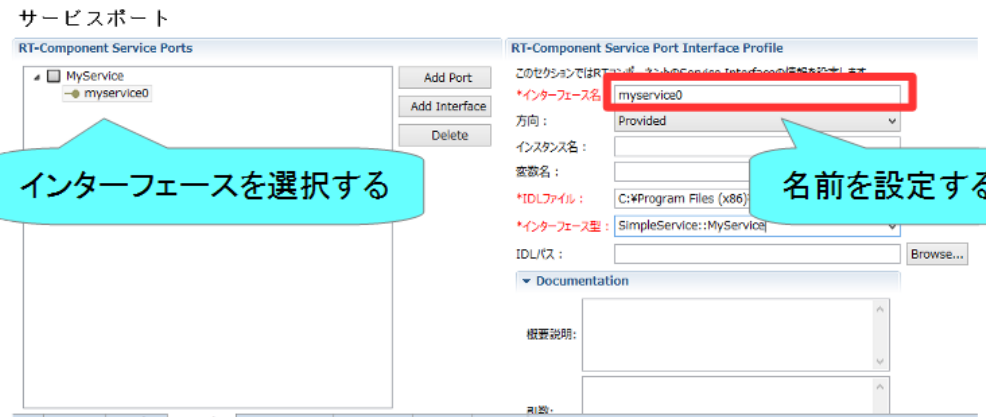 サービスポート
RT-Component Service Ports
MyService
myservice0
Add Port
Add Interface
Delete
インターフェースを選択する
RT-Component Service Port Interface Profile
*インターフェース名
myservice0
方向：
Provided
インスタンス名：
変数名：
*IDLファイル：
C:¥Program Files (x86)
*インターフェース型：
SimpleService::MyService
IDLパス：
Browse...
名前を設定する
Documentation
概要説明: